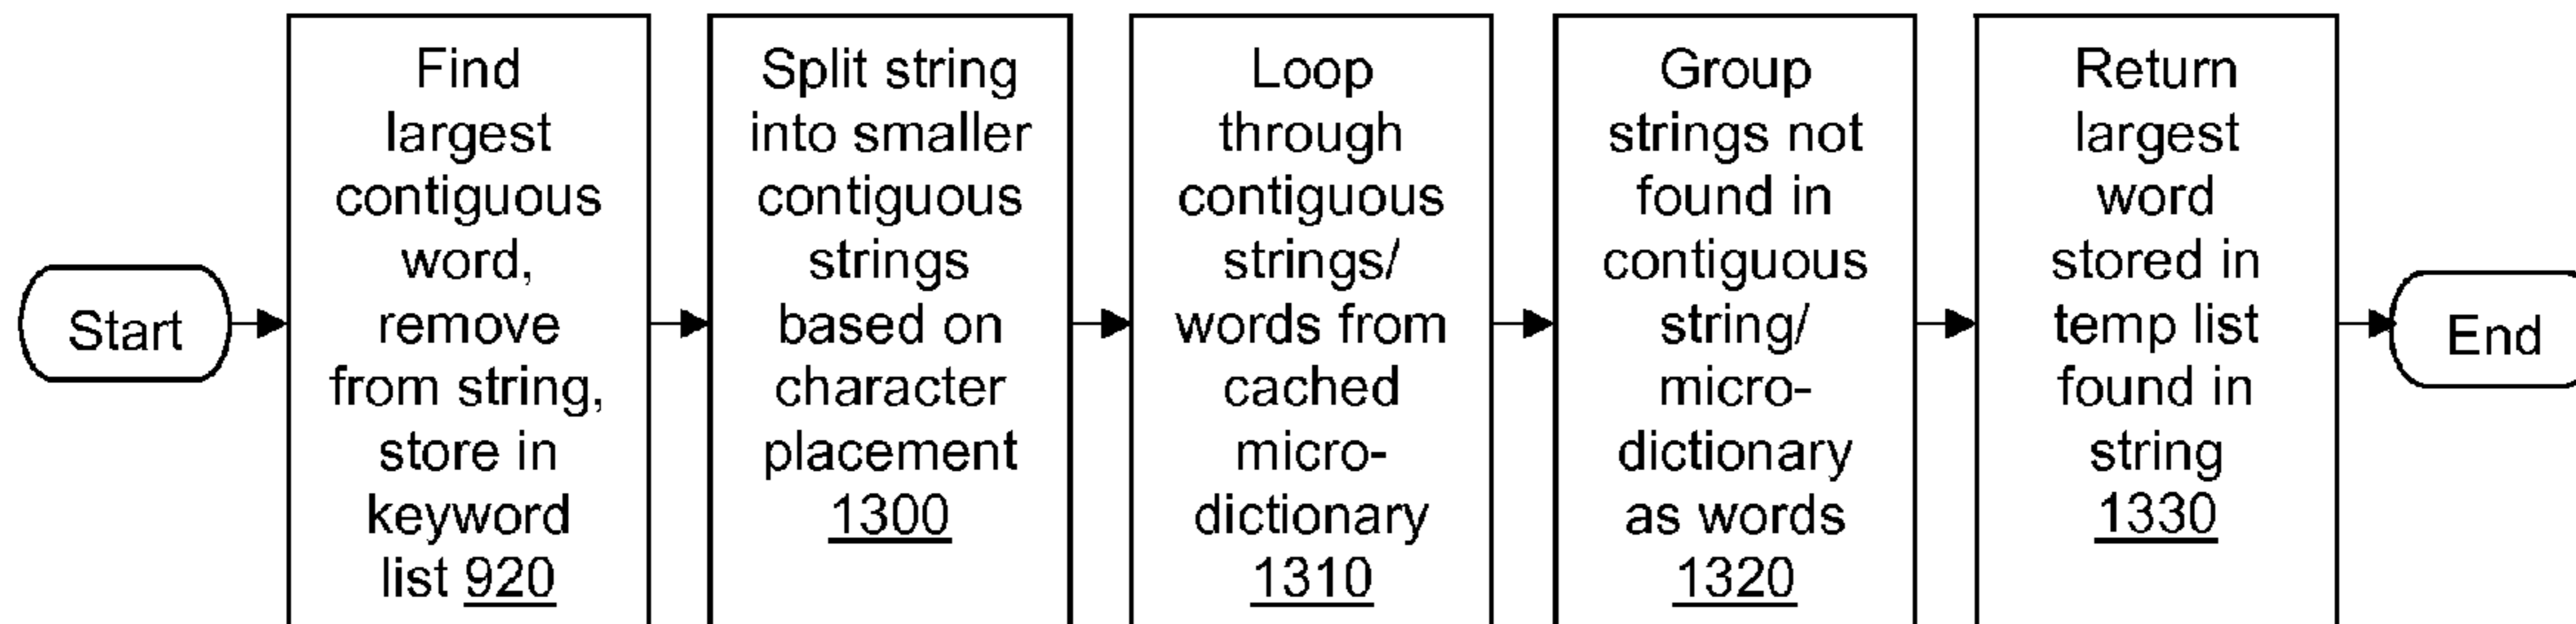 Start
Find
largest
contiguous
word,
remove
from string,
store in
keyword
list 920
Split string
into smaller
contiguous
strings
based on
character
placement
1300
Loop
through
contiguous
strings/
words from
cached
micro-
dictionary
1310
Group
strings not
found in
contiguous
string/
micro-
dictionary
as words
1320
Return
largest
word
stored in
temp list
found in
string
1330
End